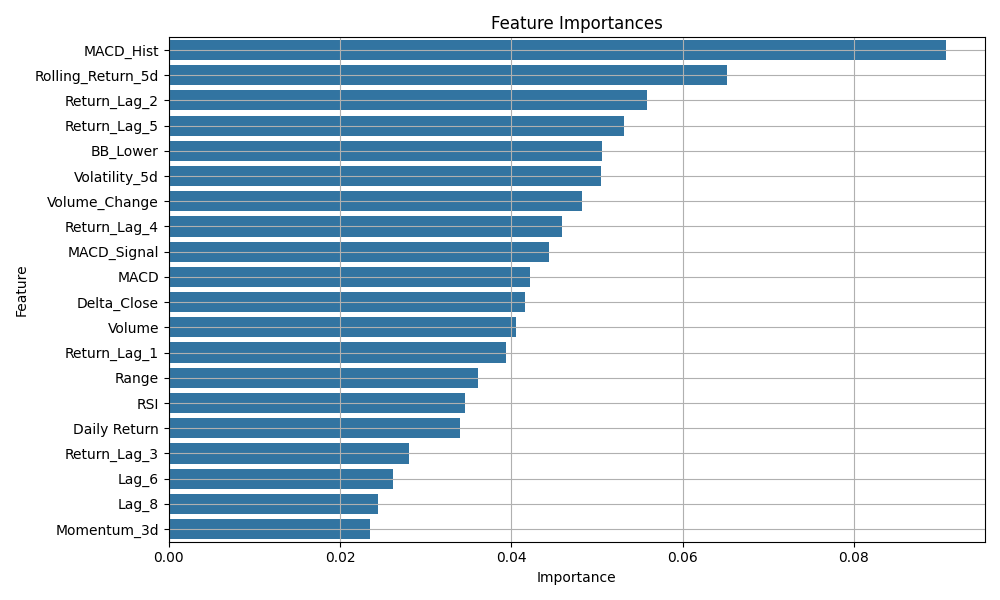 Feature Importances
MACD_Hist
Rolling_Return_5d
Return_Lag_2
Return_Lag_5
BB_Lower
Volatility_5d
Volume_Change
Return_Lag_4
MACD_Signal
MACD
Delta_Close
Volume
Return_Lag_1
Range
RSI
Daily Return
Return_Lag_3
Lag_6
Lag_8
Momentum_3d
Feature
0.00 0.02 0.04 0.06 0.08
Importance